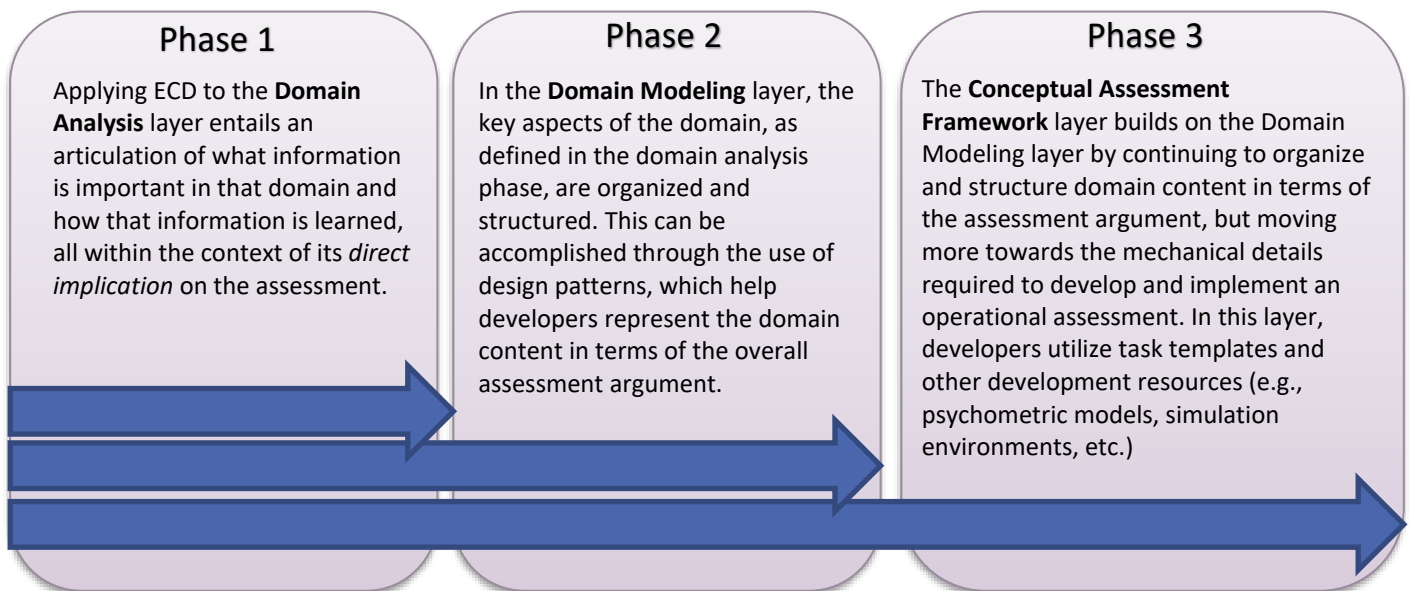 Phase 1
Applying ECD to the Domain
Analysis layer entails an
articulation of what information
is important in that domain and
how that information is learned,
all within the context of its direct
implication on the assessment.
Phase 2
In the Domain Modeling layer, the
key aspects of the domain, as
defined in the domain analysis
phase, are organized and
structured. This can be
accomplished through the use of
design patterns, which help
developers represent the domain
content in terms of the overall
assessment argument.
Phase 3
The Conceptual Assessment
Framework layer builds on the Domain
Modeling layer by continuing to organize
and structure domain content in terms of
the assessment argument, but moving
more towards the mechanical details
required to develop and implement an
operational assessment. In this layer,
developers utilize task templates and
other development resources (e.g.,
psychometric models, simulation
environments, etc.)